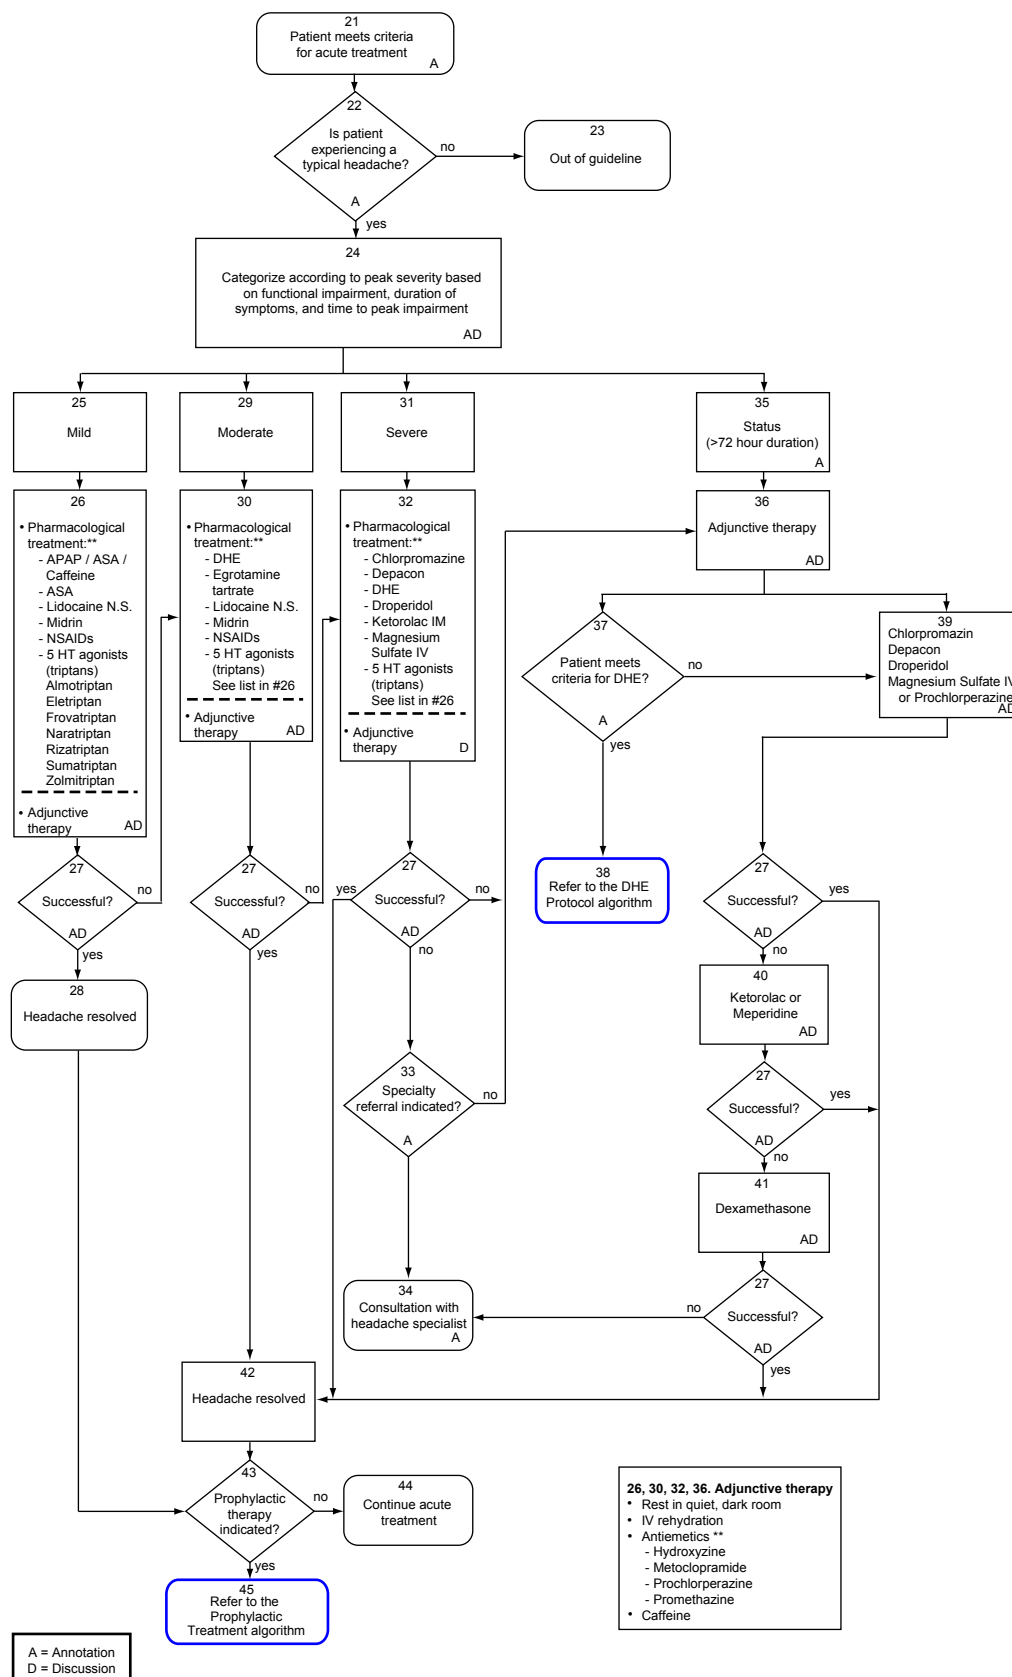 21
Patient meets criteria
for acute treatment
A
22
Is patient
experiencing a
typical headache?
A
no
yes
23
Out of guideline
24
Categorize according to peak severity based
on functional impairment, duration of
symptoms, and time to peak impairment
AD
25
Mild
29
Moderate
31
Severe
35
Status
(>72 hour duration)
A
26
• Pharmacological
treatment:**
- APAP / ASA /
Caffeine
- ASA
- Lidocaine N.S.
- Midrin
- NSAIDs
- 5 HT agonists
(triptans)
Almotriptan
Eletriptan
Frovatriptan
Naratriptan
Rizatriptan
Sumatriptan
Zolmitriptan
• Adjunctive
therapy
AD
30
• Pharmacological
treatment:**
- DHE
- Egrotamine
tartrate
- Lidocaine N.S.
- Midrin
- NSAIDs
- 5 HT agonists
(triptans)
See list in #26
• Adjunctive
therapy
AD
32
• Pharmacological
treatment:**
- Chlorpromazine
- Depacon
- DHE
- Droperidol
- Ketorolac IM
- Magnesium
Sulfate IV
- 5 HT agonists
(triptans)
See list in #26
• Adjunctive
therapy
D
36
Adjunctive therapy
AD
37
Patient meets
criteria for DHE?
A
no
yes
39
Chlorpromazin
Depacon
Droperidol
Magnesium Sulfate IV
or Prochlorperazine
AD
38
Refer to the DHE
Protocol algorithm
27
Successful?
AD
no
yes
27
Successful?
AD
no
yes
27
Successful?
AD
yes
no
no
27
Successful?
AD
yes
no
28
Headache resolved
40
Ketorolac or
Meperidine
AD
33
Specialty
referral indicated?
A
no
27
Successful?
AD
yes
no
41
Dexamethasone
AD
34
Consultation with
headache specialist
A
27
Successful?
AD
no
yes
42
Headache resolved
43
Prophylactic
therapy
indicated?
no
yes
44
Continue acute
treatment
45
Refer to the
Prophylactic
Treatment algorithm
26, 30, 32, 36. Adjunctive therapy
• Rest in quiet, dark room
• IV rehydration
• Antiemetics **
- Hydroxyzine
- Metoclopramide
- Prochlorperazine
- Promethazine
• Caffeine
A = Annotation
D = Discussion